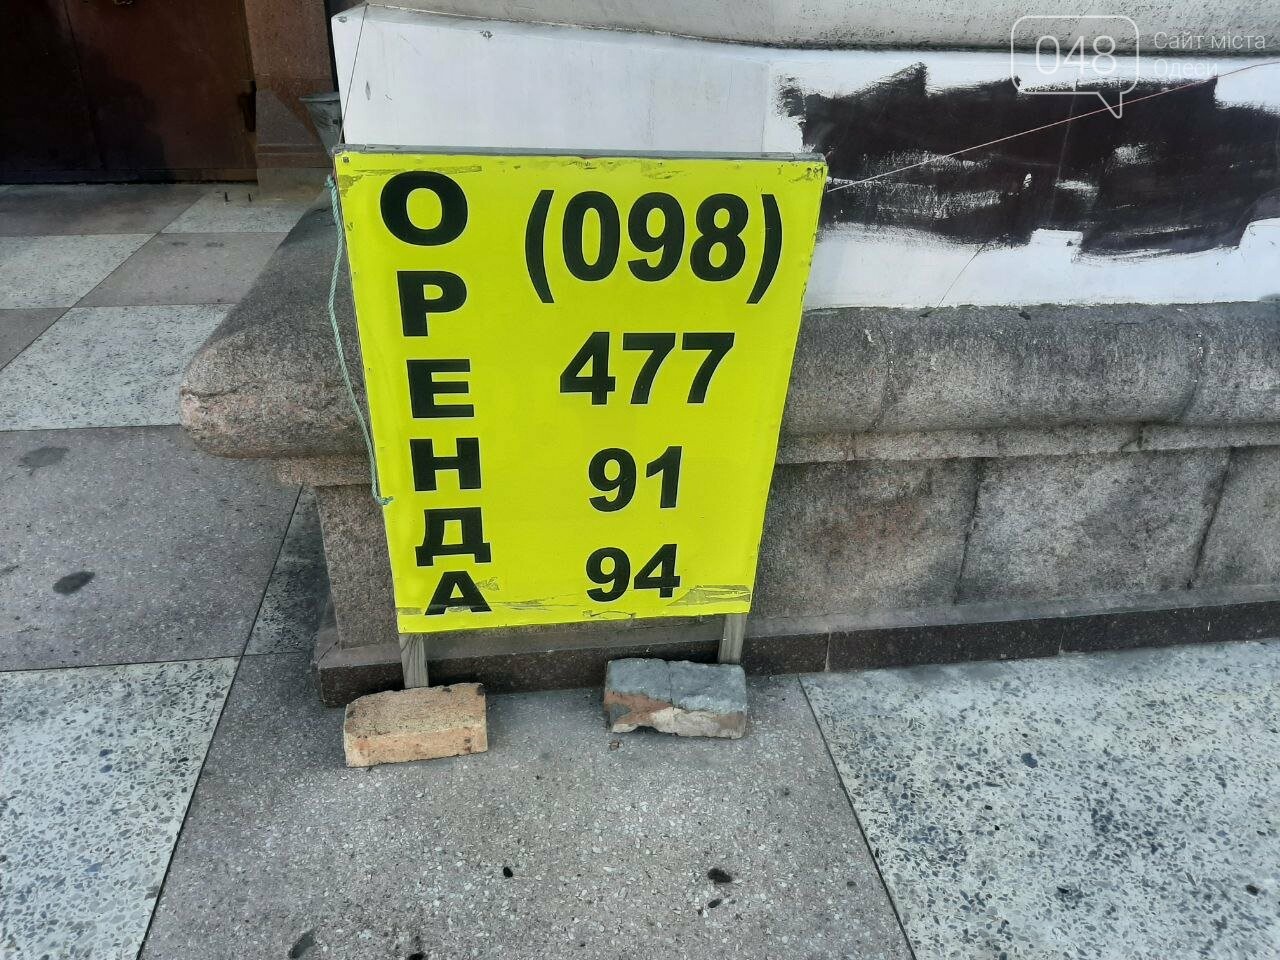 ОРЕНДА
(098)
477
91
94
048
Сайт міста
Одеси